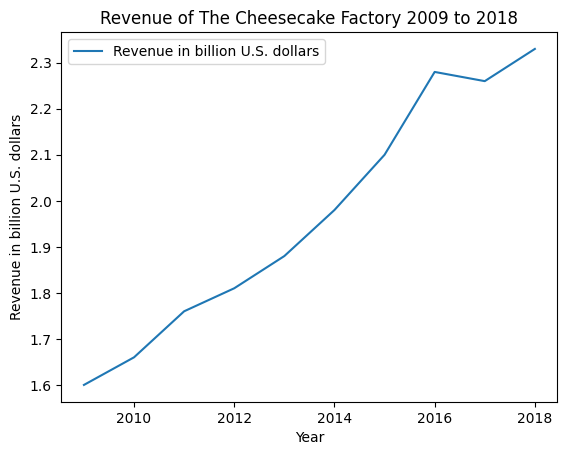 Revenue of The Cheesecake Factory 2009 to 2018
Revenue in billion U.S. dollars
Revenue in billion U.S. dollars
2.3
2.2
2.1
2.0
1.9
1.8
1.7
1.6
2010 2012 2014 2016 2018
Year